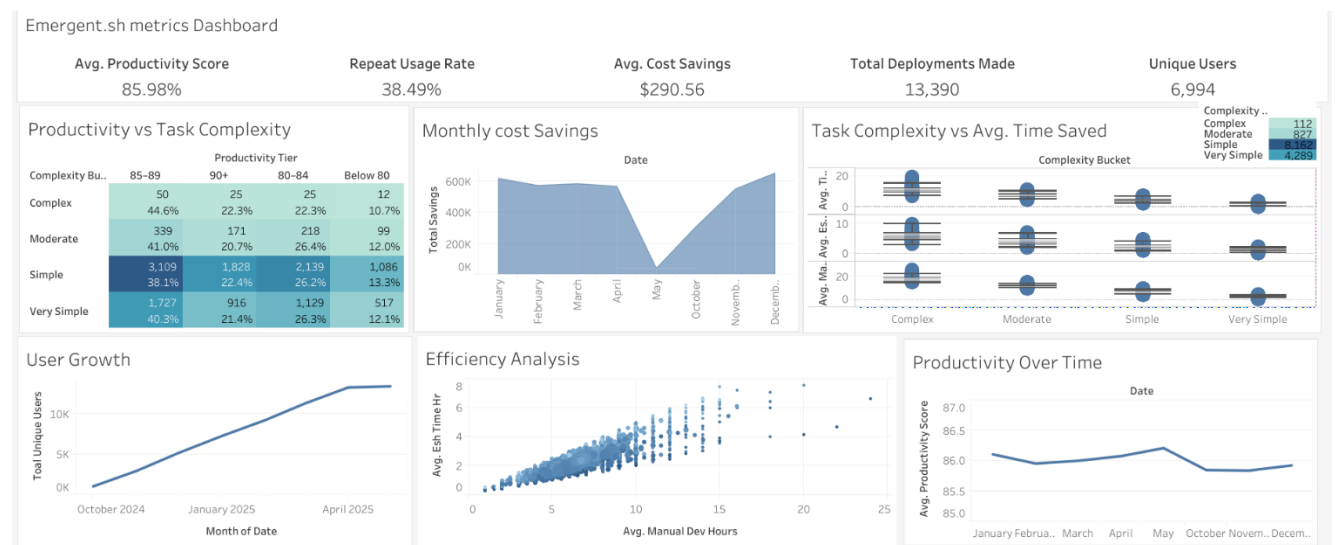 Emergent.sh metrics Dashboard
Avg. Productivity Score Repeat Usage Rate Avg. Cost Savings Total Deployments Made Unique Users
85.98% 38.49% $290.56 13,390 6,994
Productivity vs Task Complexity
Productivity Tier
Complexity Bu.. 85–89 90+ 80–84 Below 80
Complex 50 25 25 12
44.6% 22.3% 22.3% 10.7%
Moderate 339 171 218 99
41.0% 20.7% 26.4% 12.0%
Simple 3,109 1,828 2,139 1,086
38.1% 22.4% 26.2% 13.3%
Very Simple 1,727 916 1,129 517
40.3% 21.4% 26.3% 12.1%
Monthly cost Savings
Date
Total Savings
600K
400K
200K
0K
January February March April May October Novemb.. Decemb..
Task Complexity vs Avg. Time Saved
Complexity ..
Complex 112
Moderate 827
Simple 8,162
Very Simple 4,289
Complexity Bucket
Avg. Ti..
20
0
Avg. Es..
10
0
Avg. Ma..
20
0
Complex Moderate Simple Very Simple
User Growth
Toal Unique Users
10K
5K
0K
October 2024 January 2025 April 2025
Month of Date
Efficiency Analysis
Avg. Esh Time Hr
8
6
4
2
0
0 5 10 15 20 25
Avg. Manual Dev Hours
Productivity Over Time
Date
Avg. Productivity Score
87.0
86.5
86.0
85.5
85.0
January Februa.. March April May October Novem.. Decem..